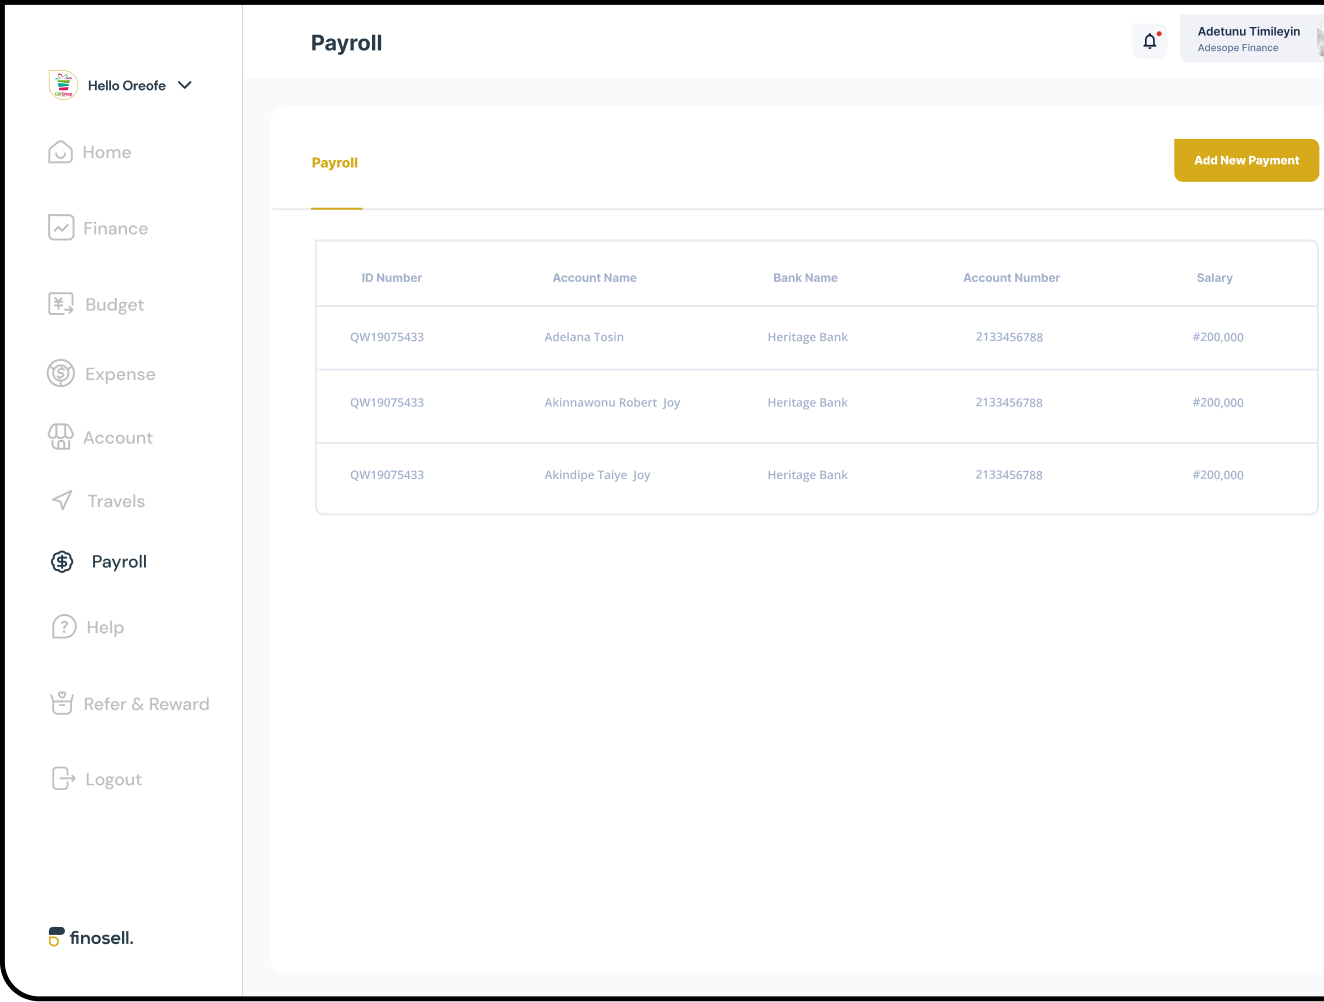 Payroll
Adetunu Timileyin
Adesope Finance
Hello Oreofe
Home
Finance
Budget
Expense
Account
Travels
Payroll
Help
Refer & Reward
Logout
finosell.
Payroll
Add New Payment
ID Number Account Name Bank Name Account Number Salary
QW19075433 Adelana Tosin Heritage Bank 2133456788 #200,000
QW19075433 Akinnawonu Robert Joy Heritage Bank 2133456788 #200,000
QW19075433 Akindipe Taiye Joy Heritage Bank 2133456788 #200,000